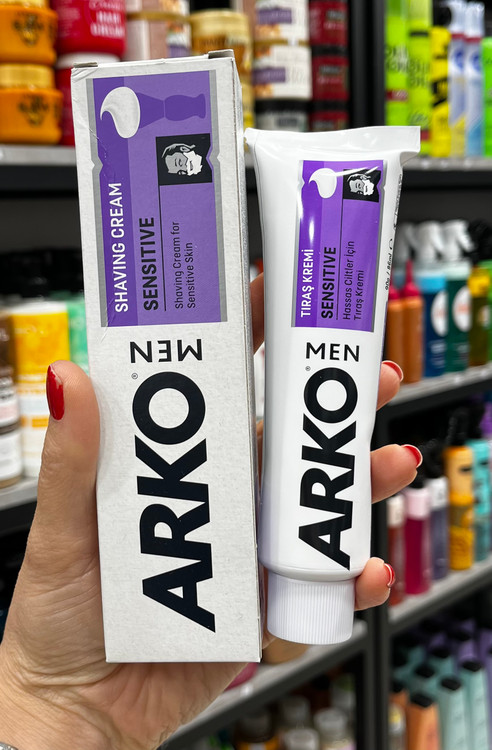 SHAVING CREAM
SENSITIVE
Shaving Cream for
Sensitive Skin
ARKO
MEN
®
TIRAŞ KREMİ
SENSITIVE
Hassas Ciltler İçin
Tıraş Kremi
MEN
ARKO
®